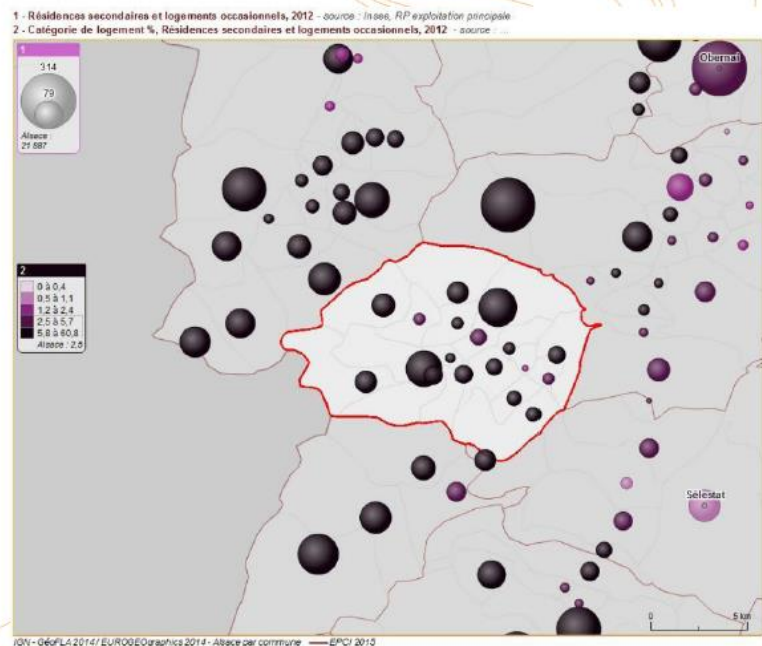 1 - Résidences secondaires et logements occasionnels, 2012 - source : Insee, RP exploitation principale
2 - Catégorie de logement %, Résidences secondaires et logements occasionnels, 2012 - source : ...
1
314
79
Alsace :
21 887
Obernai
2
0 à 0,4
0,5 à 1,1
1,2 à 2,4
2,5 à 5,7
5,8 à 60,8
Alsace : 2,5
Sélestat
0 5 km
IGN - GéoFLA 2014 / EUROGEOgraphics 2014 - Alsace par commune — EPCI 2015